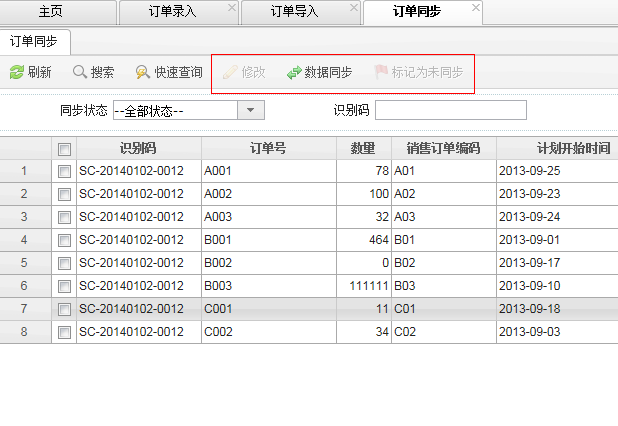 主页 订单录入 订单导入 订单同步
订单同步
刷新 搜索 快速查询 修改 数据同步 标记为未同步
同步状态 --全部状态-- 识别码
识别码 订单号 数量 销售订单编码 计划开始时间
1 SC-20140102-0012 A001 78 A01 2013-09-25
2 SC-20140102-0012 A002 100 A02 2013-09-23
3 SC-20140102-0012 A003 32 A03 2013-09-24
4 SC-20140102-0012 B001 464 B01 2013-09-01
5 SC-20140102-0012 B002 0 B02 2013-09-17
6 SC-20140102-0012 B003 111111 B03 2013-09-10
7 SC-20140102-0012 C001 11 C01 2013-09-18
8 SC-20140102-0012 C002 34 C02 2013-09-03